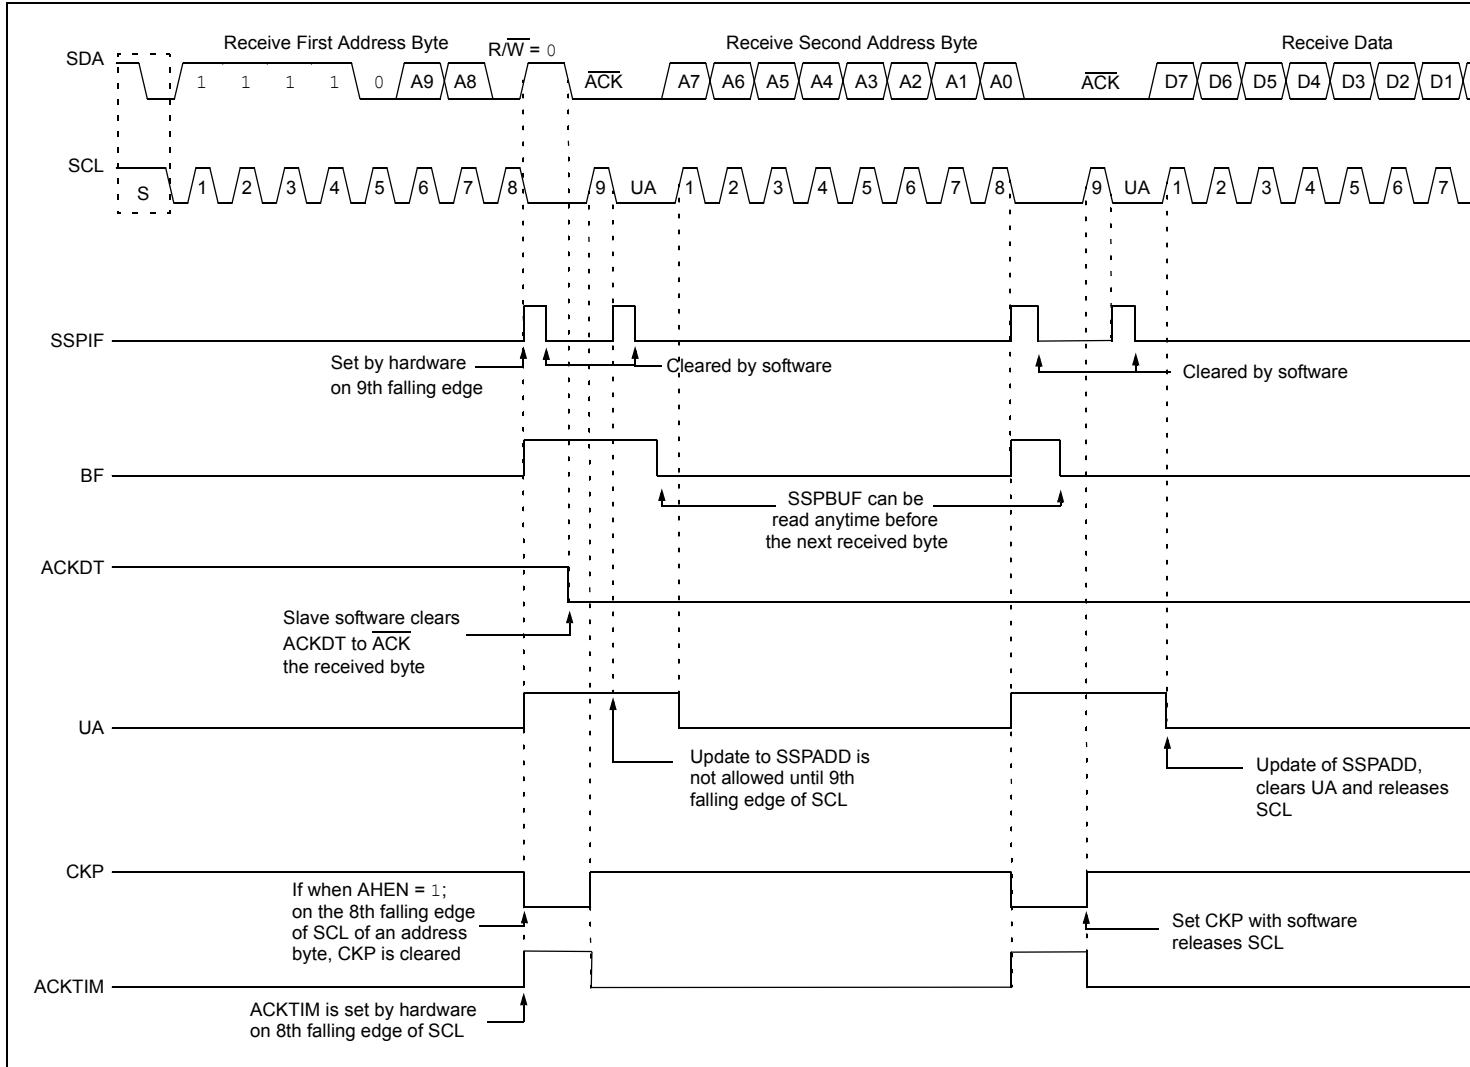 Receive First Address Byte
R/W = 0
Receive Second Address Byte
Receive Data
SDA
1 1 1 1 0 A9 A8
ACK
A7 A6 A5 A4 A3 A2 A1 A0
ACK
D7 D6 D5 D4 D3 D2 D1
SCL
S
1 2 3 4 5 6 7 8 9 UA 1 2 3 4 5 6 7 8 9 UA 1 2 3 4 5 6 7
SSPIF
Set by hardware
on 9th falling edge
Cleared by software
Cleared by software
BF
SSPBUF can be
read anytime before
the next received byte
ACKDT
Slave software clears
ACKDT to ACK
the received byte
UA
Update to SSPADD is
not allowed until 9th
falling edge of SCL
Update of SSPADD,
clears UA and releases
SCL
CKP
If when AHEN = 1;
on the 8th falling edge
of SCL of an address
byte, CKP is cleared
Set CKP with software
releases SCL
ACKTIM
ACKTIM is set by hardware
on 8th falling edge of SCL